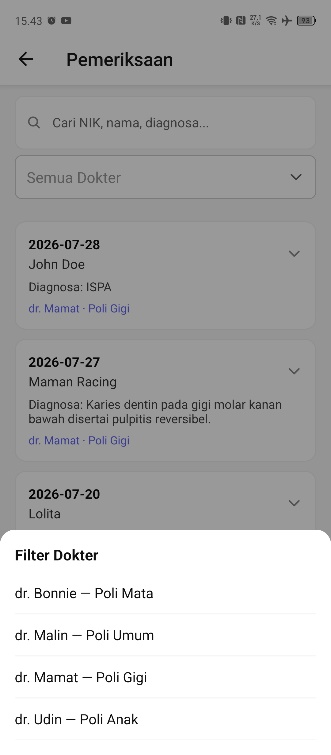 15.43
27,1
K/S
93
Pemeriksaan
Cari NIK, nama, diagnosa...
Semua Dokter
2026-07-28
John Doe
Diagnosa: ISPA
dr. Mamat - Poli Gigi
2026-07-27
Maman Racing
Diagnosa: Karies dentin pada gigi molar kanan
bawah disertai pulpitis reversibel.
dr. Mamat - Poli Gigi
2026-07-20
Lolita
Filter Dokter
dr. Bonnie — Poli Mata
dr. Malin — Poli Umum
dr. Mamat — Poli Gigi
dr. Udin — Poli Anak